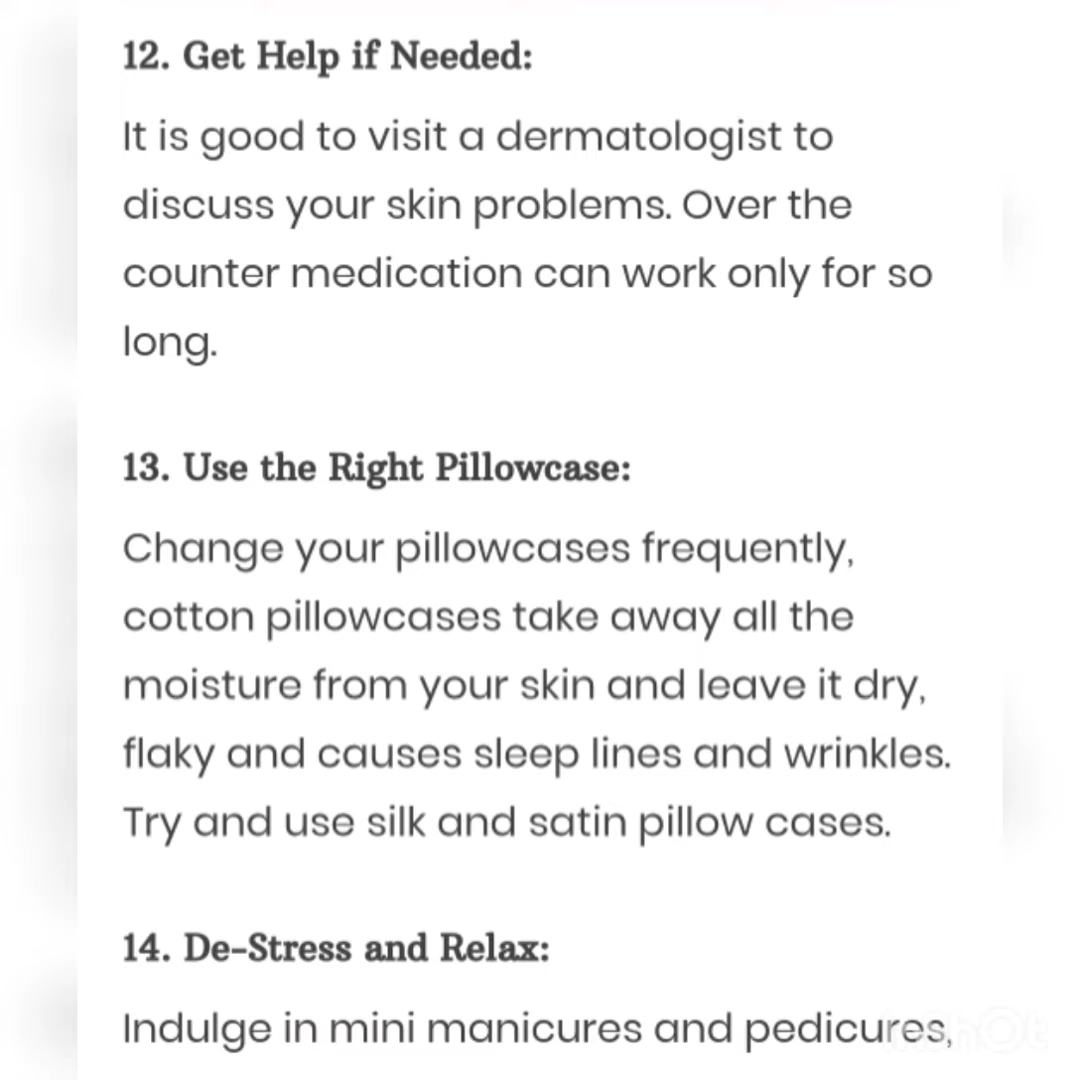 12. Get Help if Needed:
It is good to visit a dermatologist to
discuss your skin problems. Over the
counter medication can work only for so
long.
13. Use the Right Pillowcase:
Change your pillowcases frequently,
cotton pillowcases take away all the
moisture from your skin and leave it dry,
flaky and causes sleep lines and wrinkles.
Try and use silk and satin pillow cases.
14. De-Stress and Relax:
Indulge in mini manicures and pedicures,